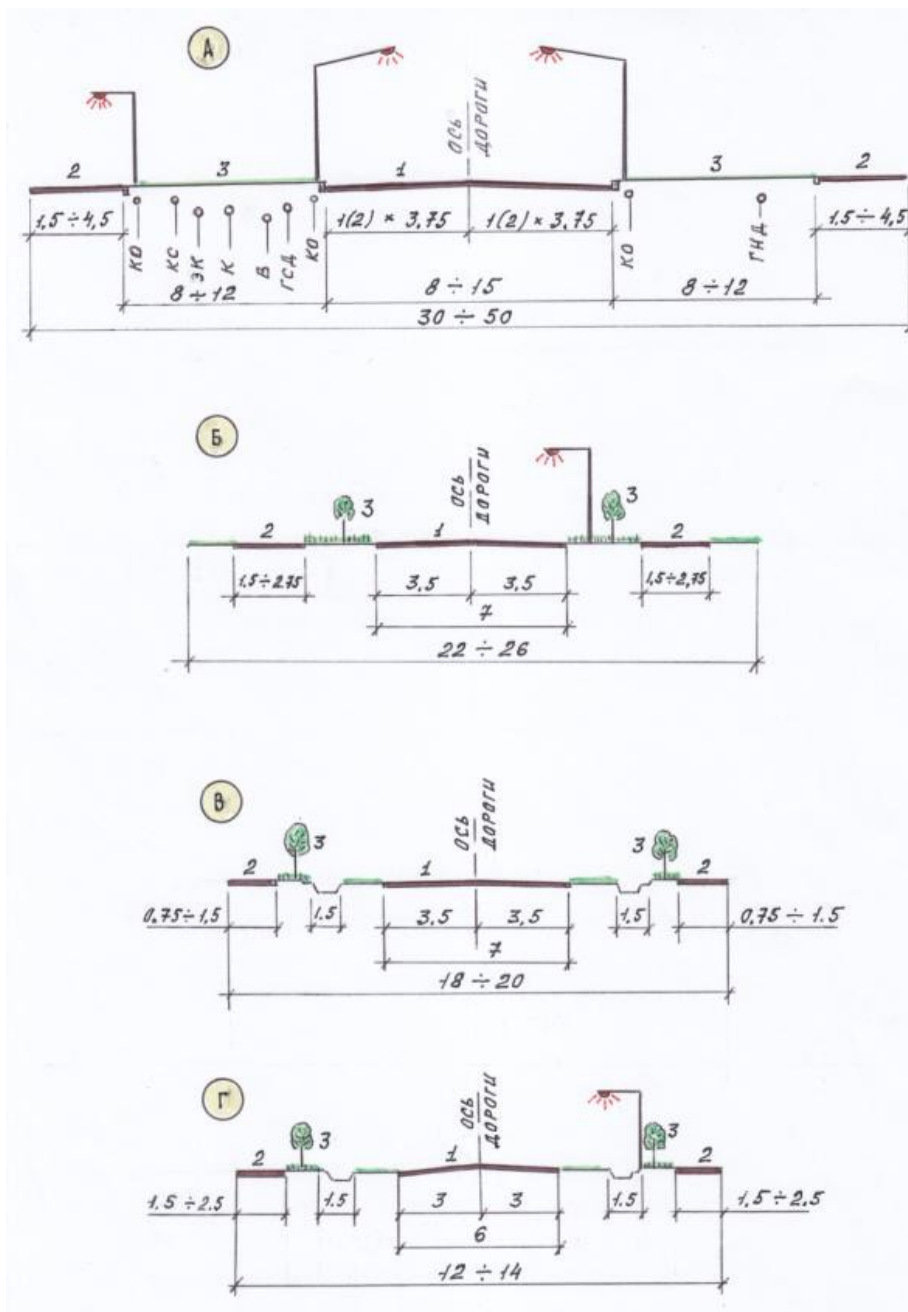 А
ОСЬ
ДОРОГИ
2 3 1 3 2
1,5÷4,5 1(2) × 3,75 1(2) × 3,75 1.5÷4,5
КО КС ЭК К В ГСД КО КО ГНД
8÷12 8÷15 8÷12
30÷50
Б
ОСЬ
ДОРОГИ
3 3
2 1 2
1.5÷2.75 3,5 3,5 1,5÷2,75
7
22÷26
В
ОСЬ
ДОРОГИ
3 3
2 1 2
0.75÷1.5 1.5 3,5 3,5 1.5 0,75÷1.5
7
18÷20
Г
ОСЬ
ДОРОГИ
3 3
2 1 2
1.5÷2.5 1.5 3 3 1.5 1.5÷2.5
6
12÷14